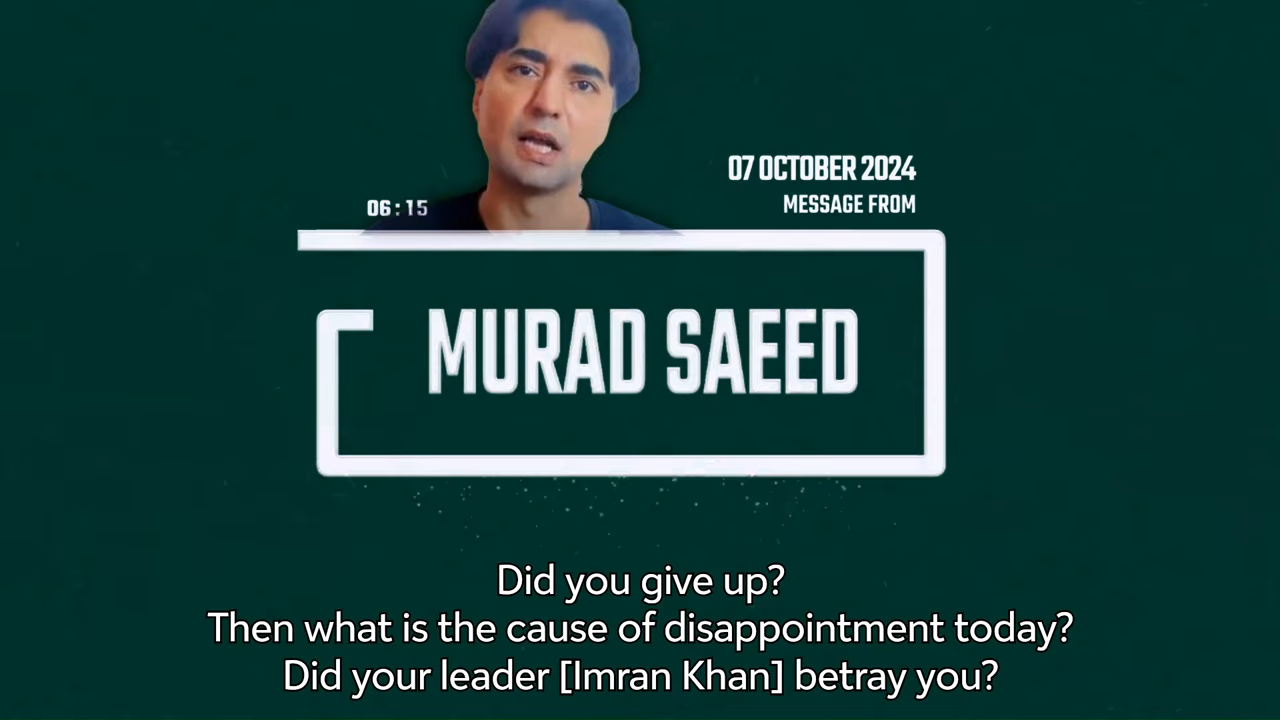 07 OCTOBER 2024
MESSAGE FROM
06:15
MURAD SAEED
Did you give up?
Then what is the cause of disappointment today?
Did your leader [Imran Khan] betray you?